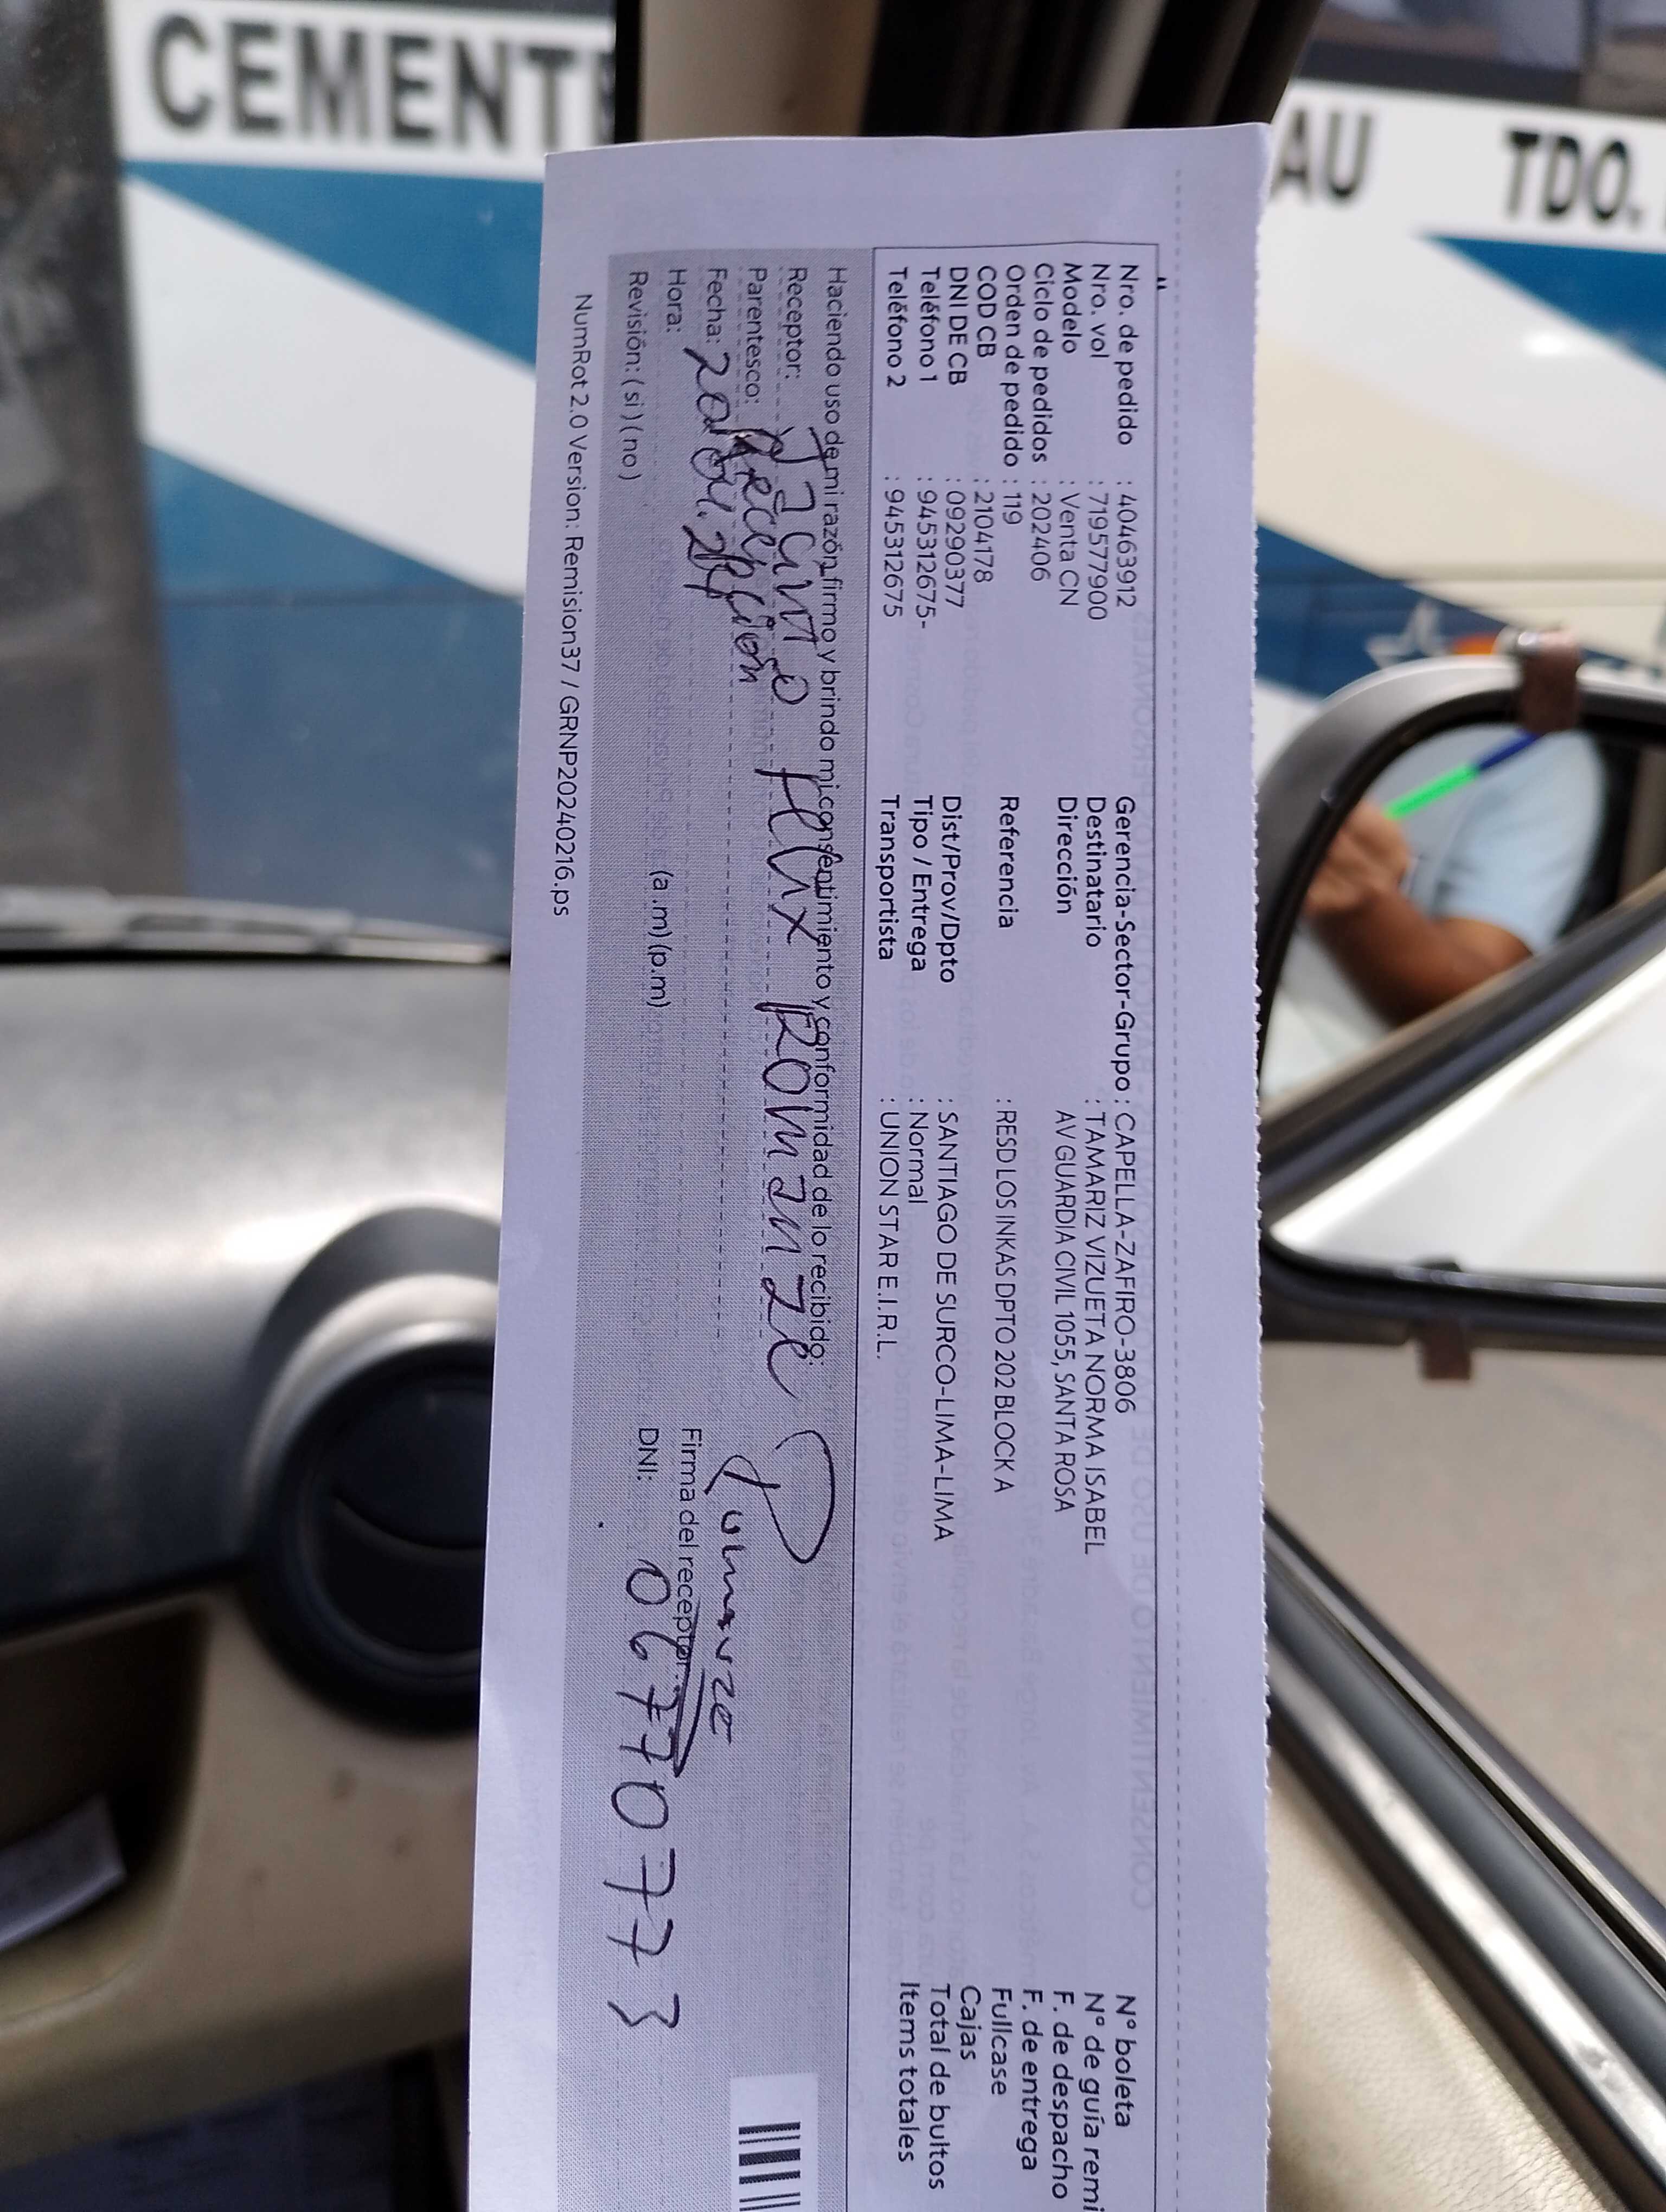 CEMENT
AU
TDO.
Nro. de pedido : 40463912
Nro. vol : 719577900
Modelo : Venta CN
Ciclo de pedidos : 202406
Orden de pedido : 119
COD CB : 2104178
DNI DE CB : 09290377
Teléfono 1 : 945312675-
Teléfono 2 : 945312675
Gerencia-Sector-Grupo : CAPELLA-ZAFIRO-3806
Destinatario : TAMARIZ VIZUETA NORMA ISABEL
Dirección AV GUARDIA CIVIL 1055, SANTA ROSA
Referencia : RESD LOS INKAS DPTO 202 BLOCK A
Dist/Prov/Dpto : SANTIAGO DE SURCO-LIMA-LIMA
Tipo / Entrega : Normal
Transportista : UNION STAR E.I.R.L.
N° boleta
N° de guía remi
F. de despacho
F. de entrega
Fullcase
Cajas
Total de bultos
Items totales
Haciendo uso de mi razón, firmo y brindo mi consentimiento y conformidad de lo recibido:
Receptor: Felix
Parentesco: Recepción
Fecha: 20
Hora: (a.m) (p.m)
Revisión: ( si ) ( no )
Firma del receptor
DNI: 06770773
NumRot 2.0 Version: Remision37 / GRNP20240216.ps